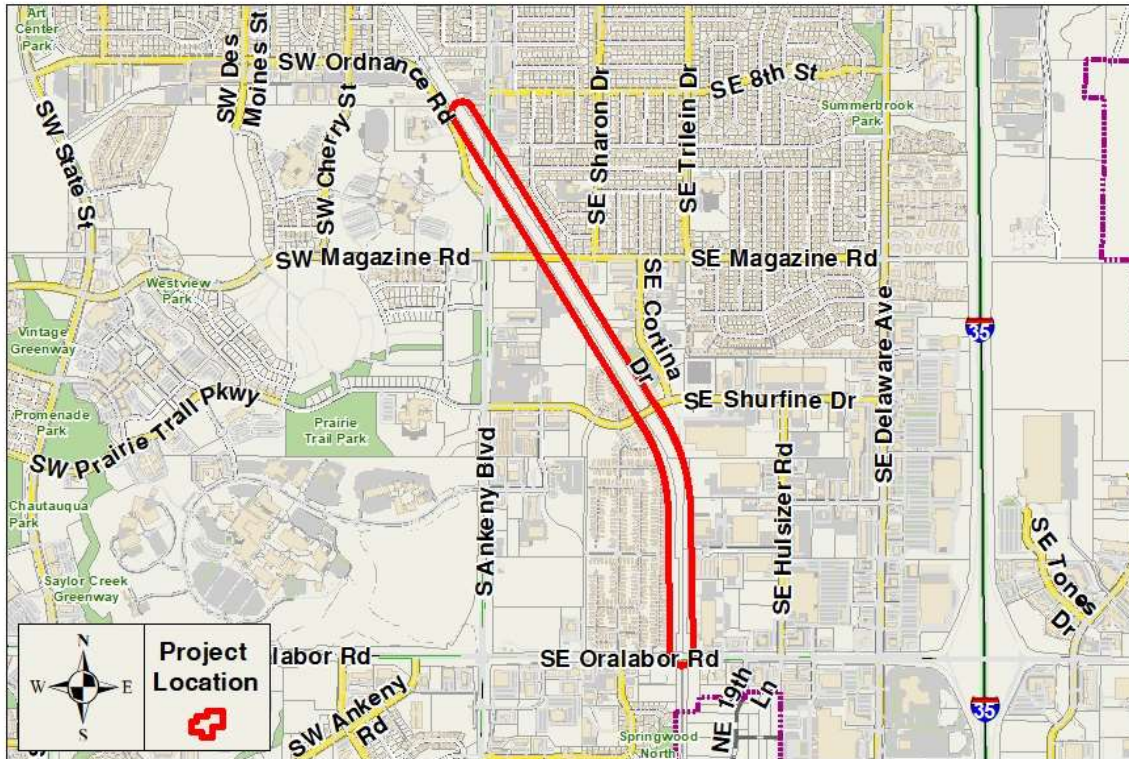 Art
Center
Park
SW Des
Moines St
SW Ordnance Rd
SW Cherry St
SE Sharon Dr
SE Trilein Dr
SE 8th St
Summerbrook
Park
SW State St
SW Magazine Rd
SE Magazine Rd
Westview
Park
SE Cortina
Dr
SE Delaware Ave
35
Vintage
Greenway
Promenade
Park
SW Prairie Trail Pkwy
Prairie
Trail Park
SE Shurfine Dr
S Ankeny Blvd
SE Hulsizer Rd
Chautauqua
Park
Saylor Creek
Greenway
SE Tones
Dr
N
W
E
S
Project
Location
alabor Rd
SE Oralabor Rd
SW Ankeny
Rd
NE 19th
Ln
Springwood
North
35